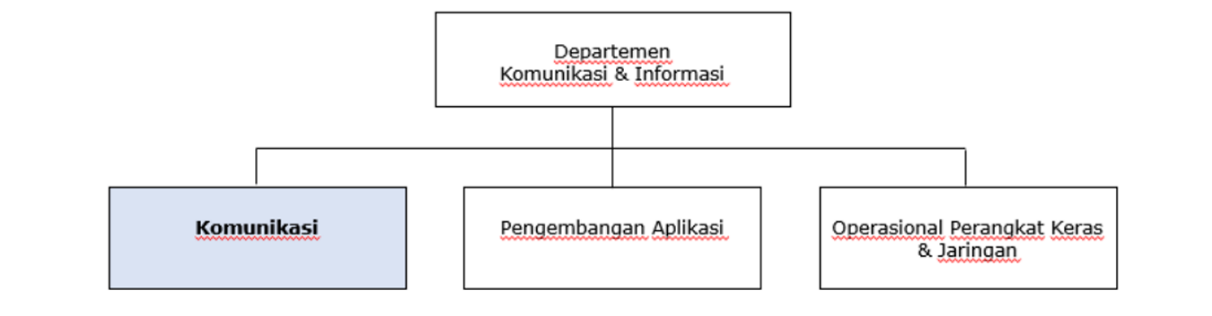 Departemen
Komunikasi & Informasi
Komunikasi
Pengembangan Aplikasi
Operasional Perangkat Keras
& Jaringan